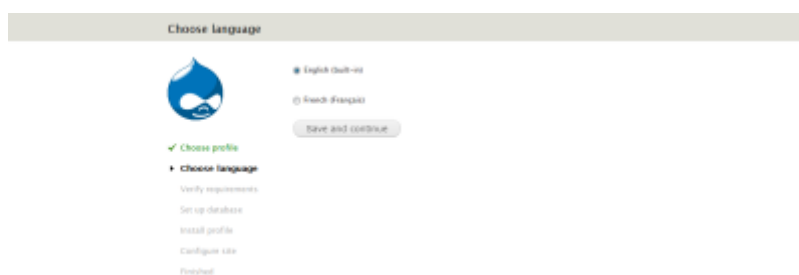 Choose language
English (built-in)
French (Français)
Save and continue
Choose profile
Choose language
Verify requirements
Set up database
Install profile
Configure site
Finished